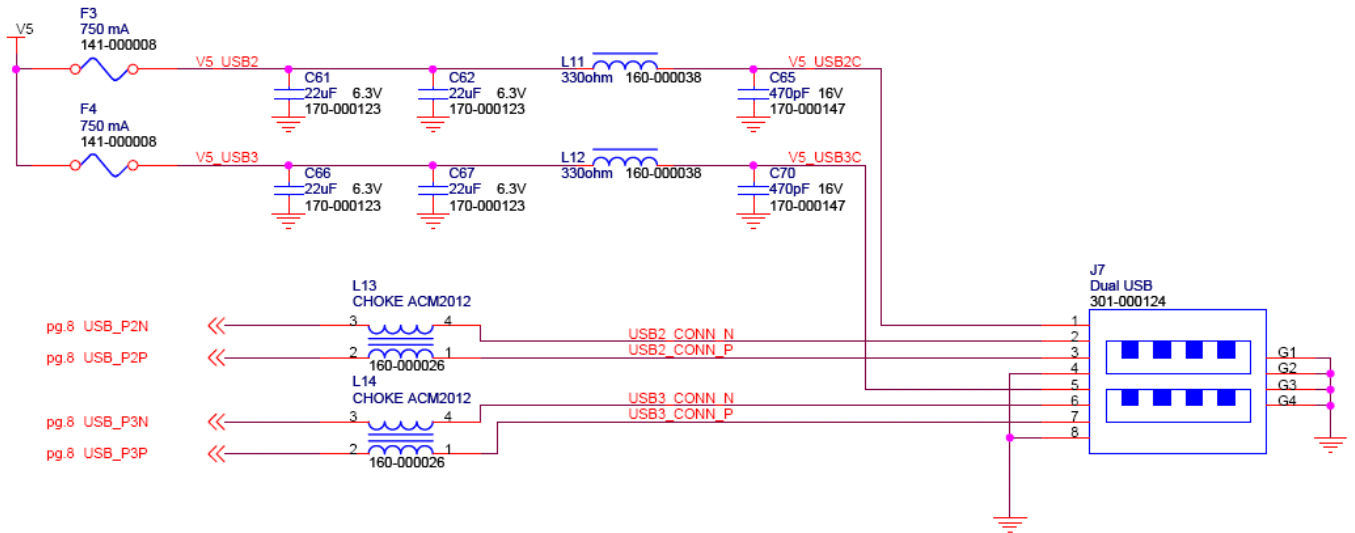 V5
F3
750 mA
141-000008
V5_USB2
C61
22uF 6.3V
170-000123
C62
22uF 6.3V
170-000123
L11
330ohm 160-000038
V5_USB2C
C65
470pF 16V
170-000147
F4
750 mA
141-000008
V5_USB3
C66
22uF 6.3V
170-000123
C67
22uF 6.3V
170-000123
L12
330ohm 160-000038
V5_USB3C
C70
470pF 16V
170-000147
J7
Dual USB
301-000124
L13
CHOKE ACM2012
pg.8 USB_P2N
3 4
USB2_CONN_N
pg.8 USB_P2P
2 1
USB2_CONN_P
160-000026
L14
CHOKE ACM2012
pg.8 USB_P3N
3 4
USB3_CONN_N
pg.8 USB_P3P
2 1
USB3_CONN_P
160-000026
1
2
3
4
5
6
7
8
G1
G2
G3
G4